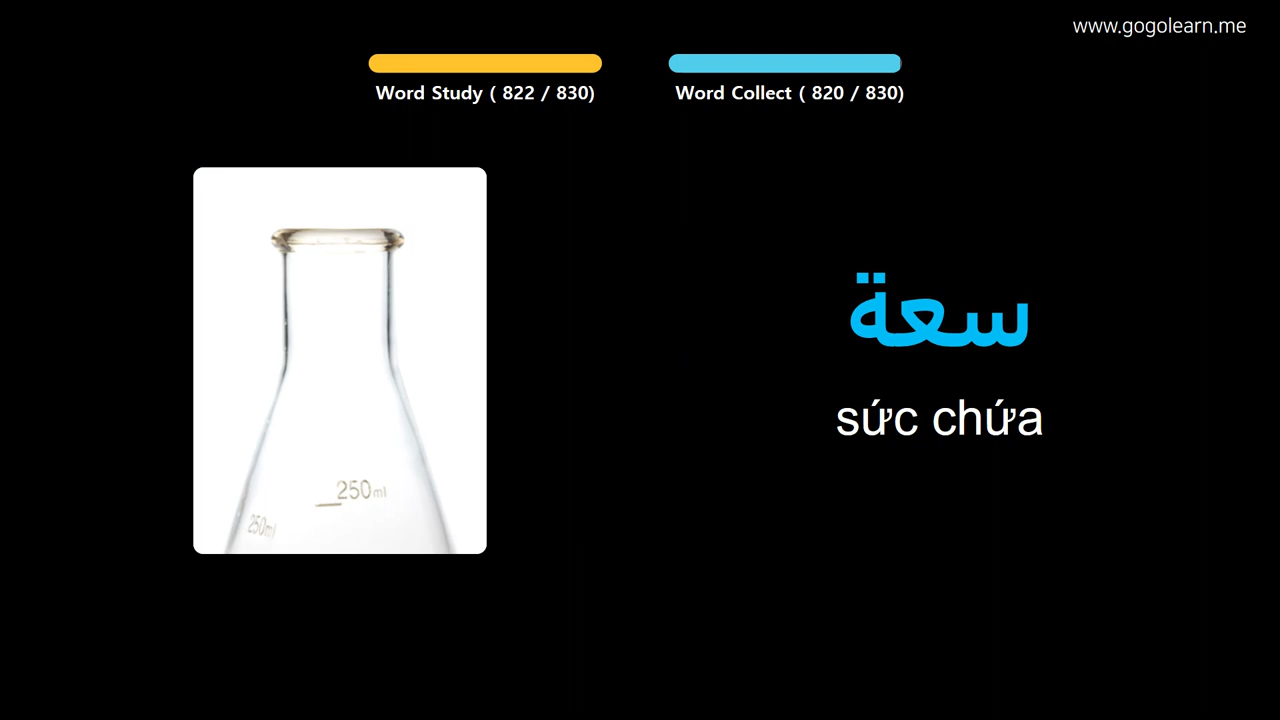 www.gogolearn.me
Word Study ( 822 / 830)
Word Collect ( 820 / 830)
سعة
sức chứa
250ml
250ml